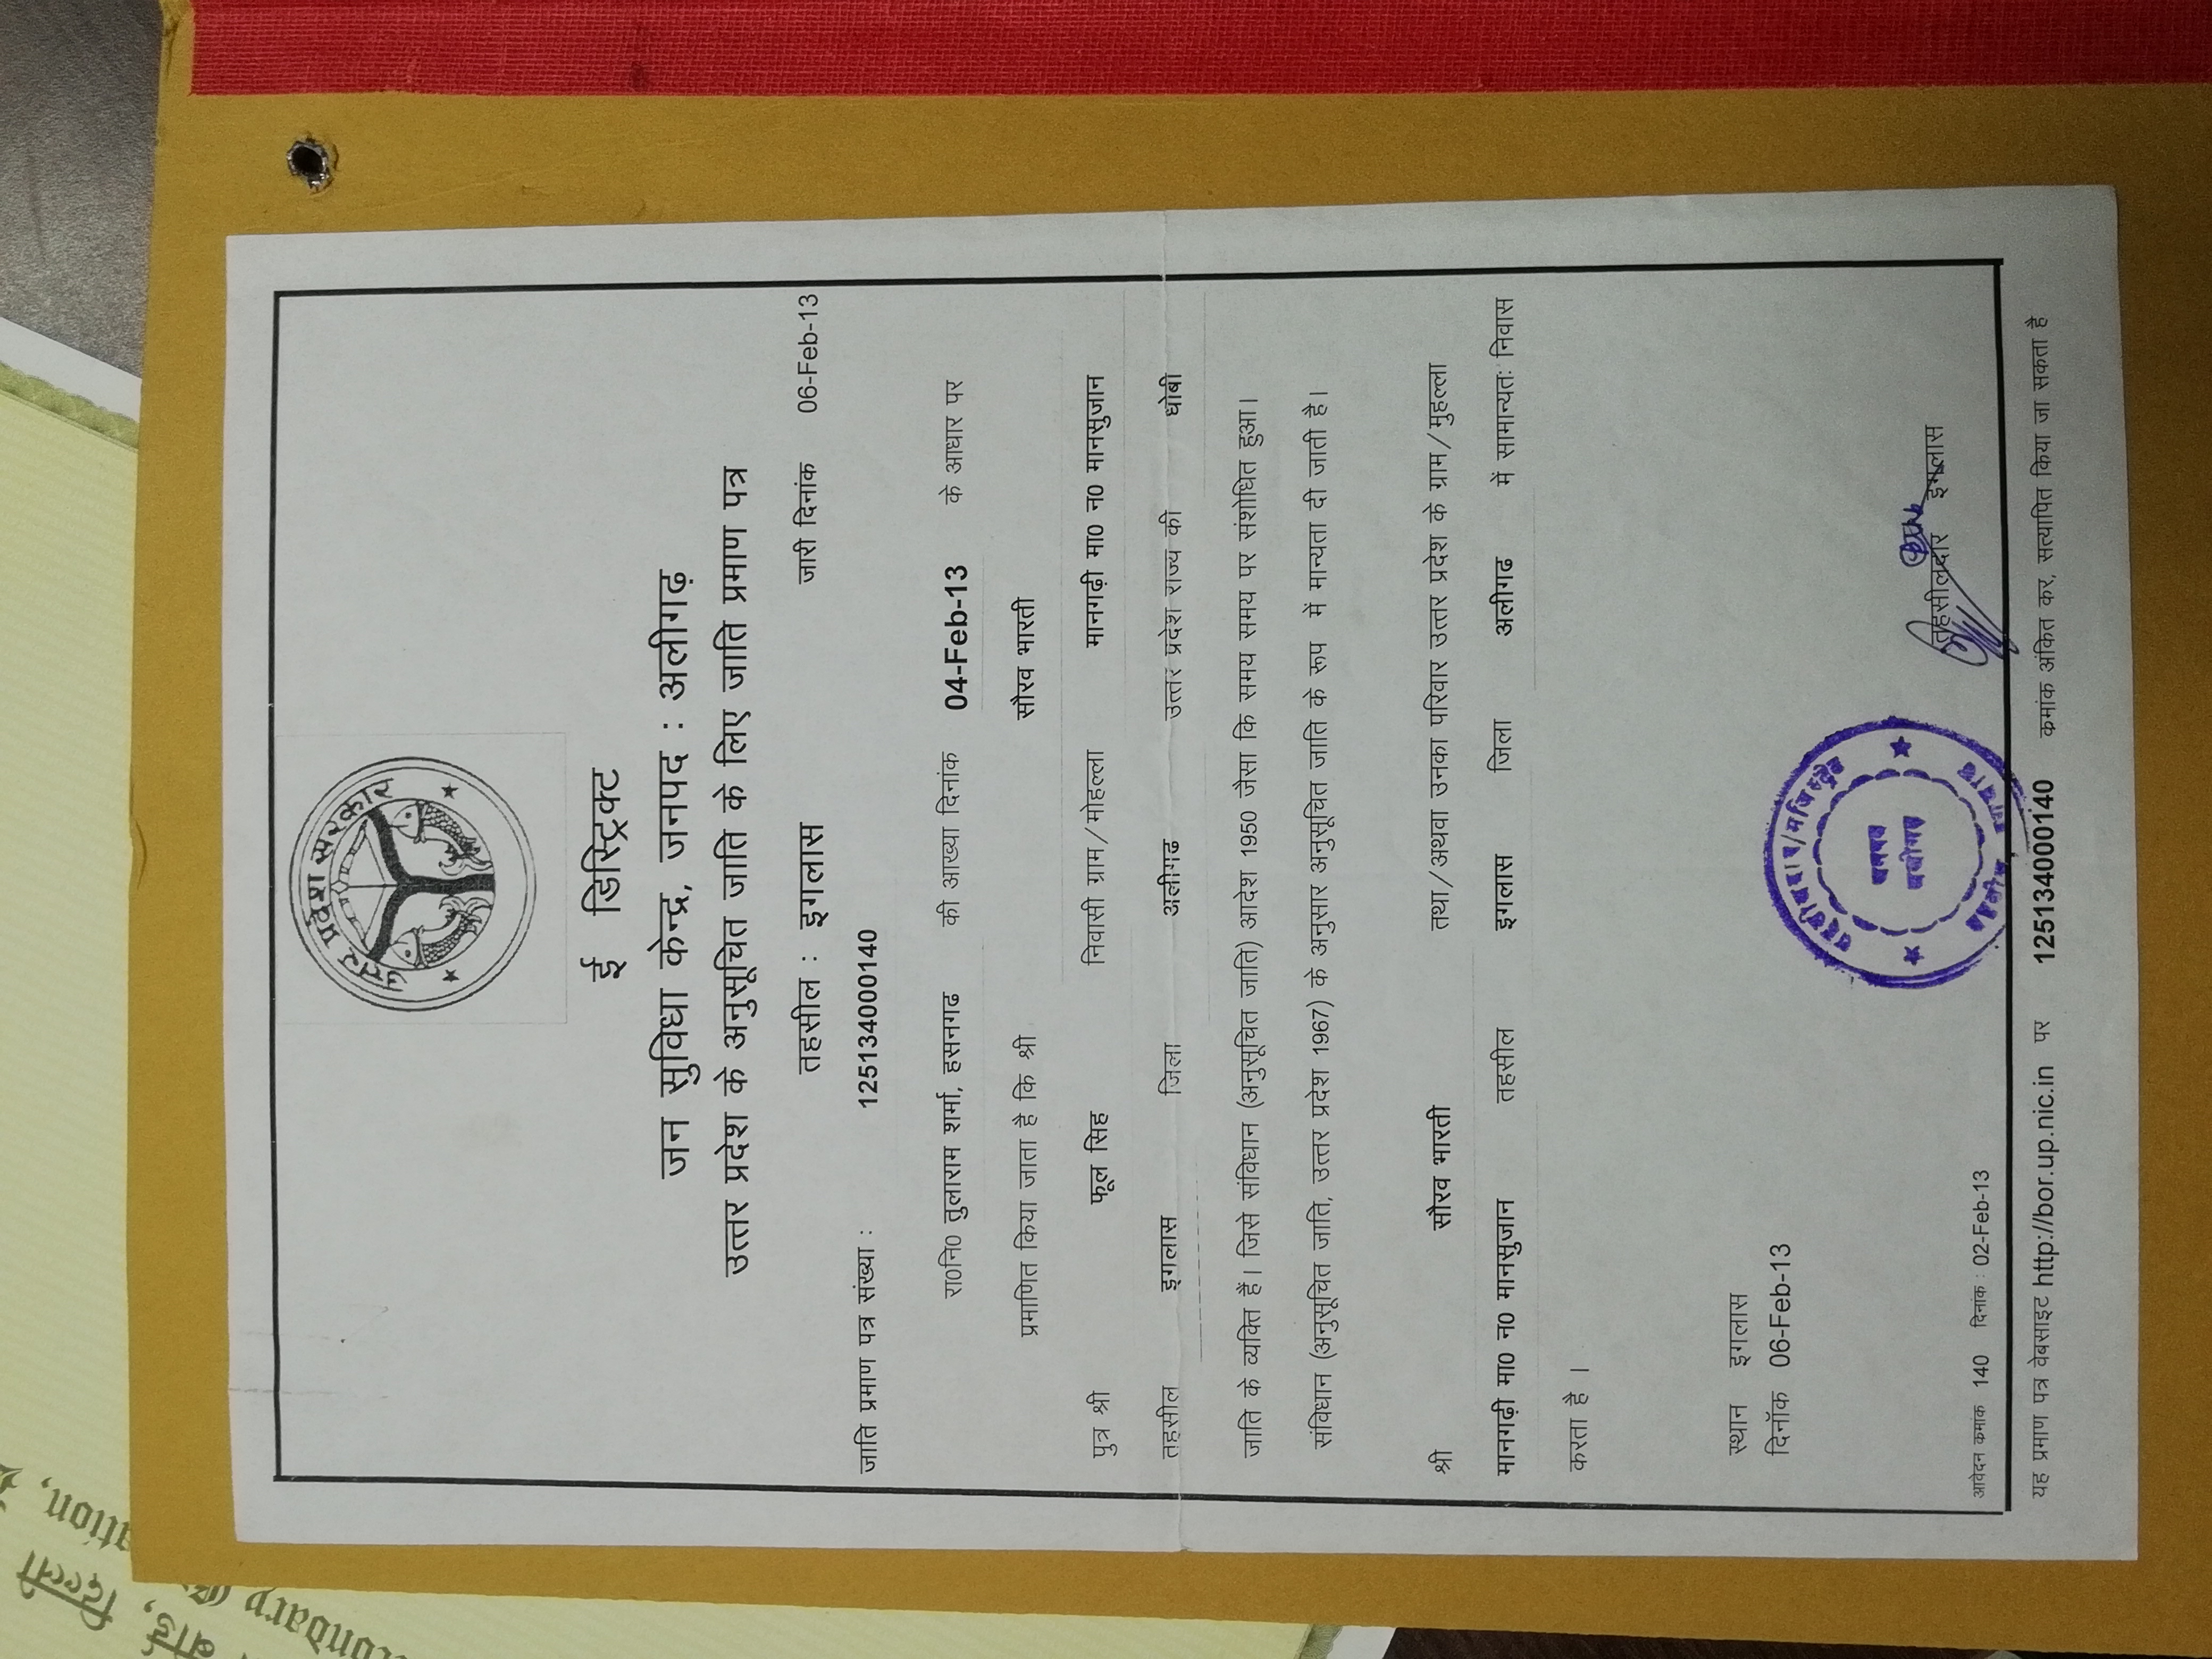 उत्तर प्रदेश सरकार
ई डिस्ट्रिक्ट
जन सुविधा केन्द्र, जनपद : अलीगढ़
उत्तर प्रदेश के अनुसूचित जाति के लिए जाति प्रमाण पत्र
तहसील : इगलास जारी दिनांक 06-Feb-13
जाति प्रमाण पत्र संख्या : 125134000140
रा0नि0 तुलाराम शर्मा, हसनगढ की आख्या दिनांक 04-Feb-13 के आधार पर
प्रमाणित किया जाता है कि श्री सौरव भारती
पुत्र श्री फूल सिह निवासी ग्राम/मोहल्ला मानगढ़ी मा0 न0 मानसुजान
तहसील इगलास जिला अलीगढ उत्तर प्रदेश राज्य की धोबी
जाति के व्यक्ति हैं। जिसे संविधान (अनुसूचित जाति) आदेश 1950 जैसा कि समय समय पर संशोधित हुआ।
संविधान (अनुसूचित जाति, उत्तर प्रदेश 1967) के अनुसार अनुसूचित जाति के रूप में मान्यता दी जाती है।
श्री सौरव भारती तथा/अथवा उनका परिवार उत्तर प्रदेश के ग्राम/मुहल्ला
मानगढ़ी मा0 न0 मानसुजान तहसील इगलास जिला अलीगढ में सामान्यतः निवास
करता है ।
स्थान इगलास
दिनॉक 06-Feb-13
तहसीलदार/मजिस्ट्रेट
तहसीलदार इगलास
आवेदन कमांक 140 दिनांक : 02-Feb-13
यह प्रमाण पत्र वेबसाइट http://bor.up.nic.in पर 125134000140 कमांक अंकित कर, सत्यापित किया जा सकता है
बोर्ड, दिल्ली
ation,